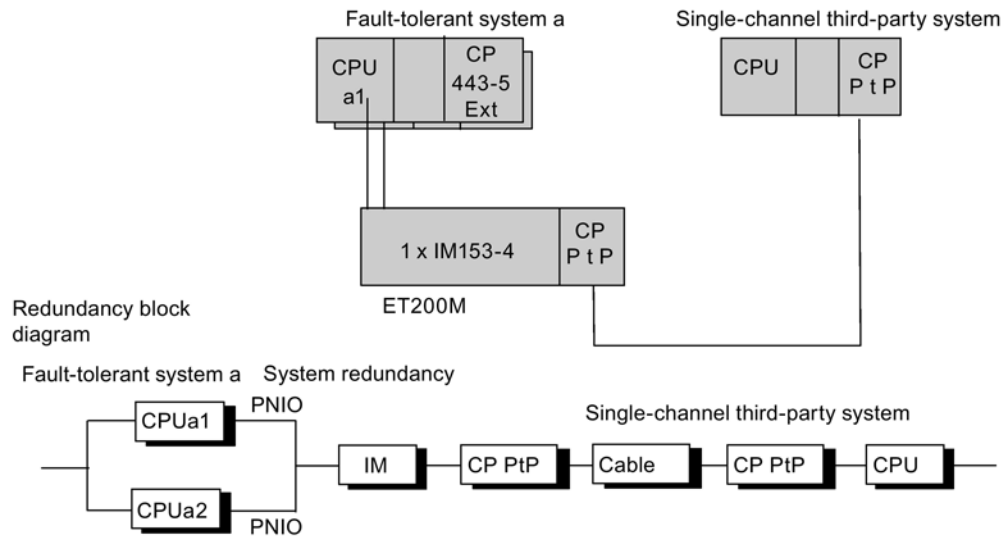 Fault-tolerant system a
Single-channel third-party system
CPU
a1
CP
443-5
Ext
CPU
CP
P t P
1 x IM153-4
CP
P t P
ET200M
Redundancy block
diagram
Fault-tolerant system a
System redundancy
PNIO
CPUa1
Single-channel third-party system
IM
CP PtP
Cable
CP PtP
CPU
CPUa2
PNIO